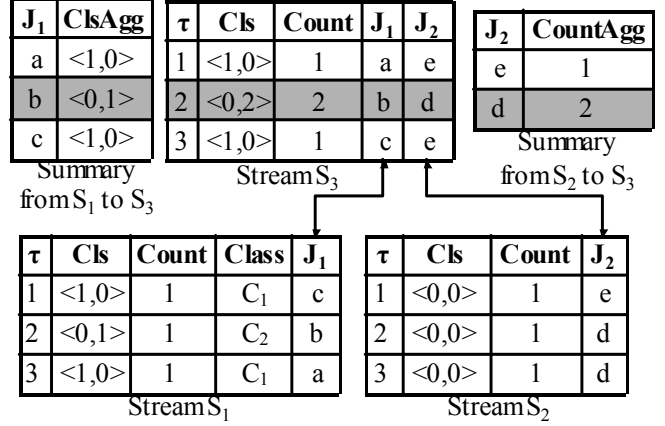 J1 ClsAgg
a <1,0>
b <0,1>
c <1,0>
Summary
from S1 to S3
τ Cls Count J1 J2
1 <1,0> 1 a e
2 <0,2> 2 b d
3 <1,0> 1 c e
Stream S3
J2 CountAgg
e 1
d 2
Summary
from S2 to S3
τ Cls Count Class J1
1 <1,0> 1 C1 c
2 <0,1> 1 C2 b
3 <1,0> 1 C1 a
Stream S1
τ Cls Count J2
1 <0,0> 1 e
2 <0,0> 1 d
3 <0,0> 1 d
Stream S2